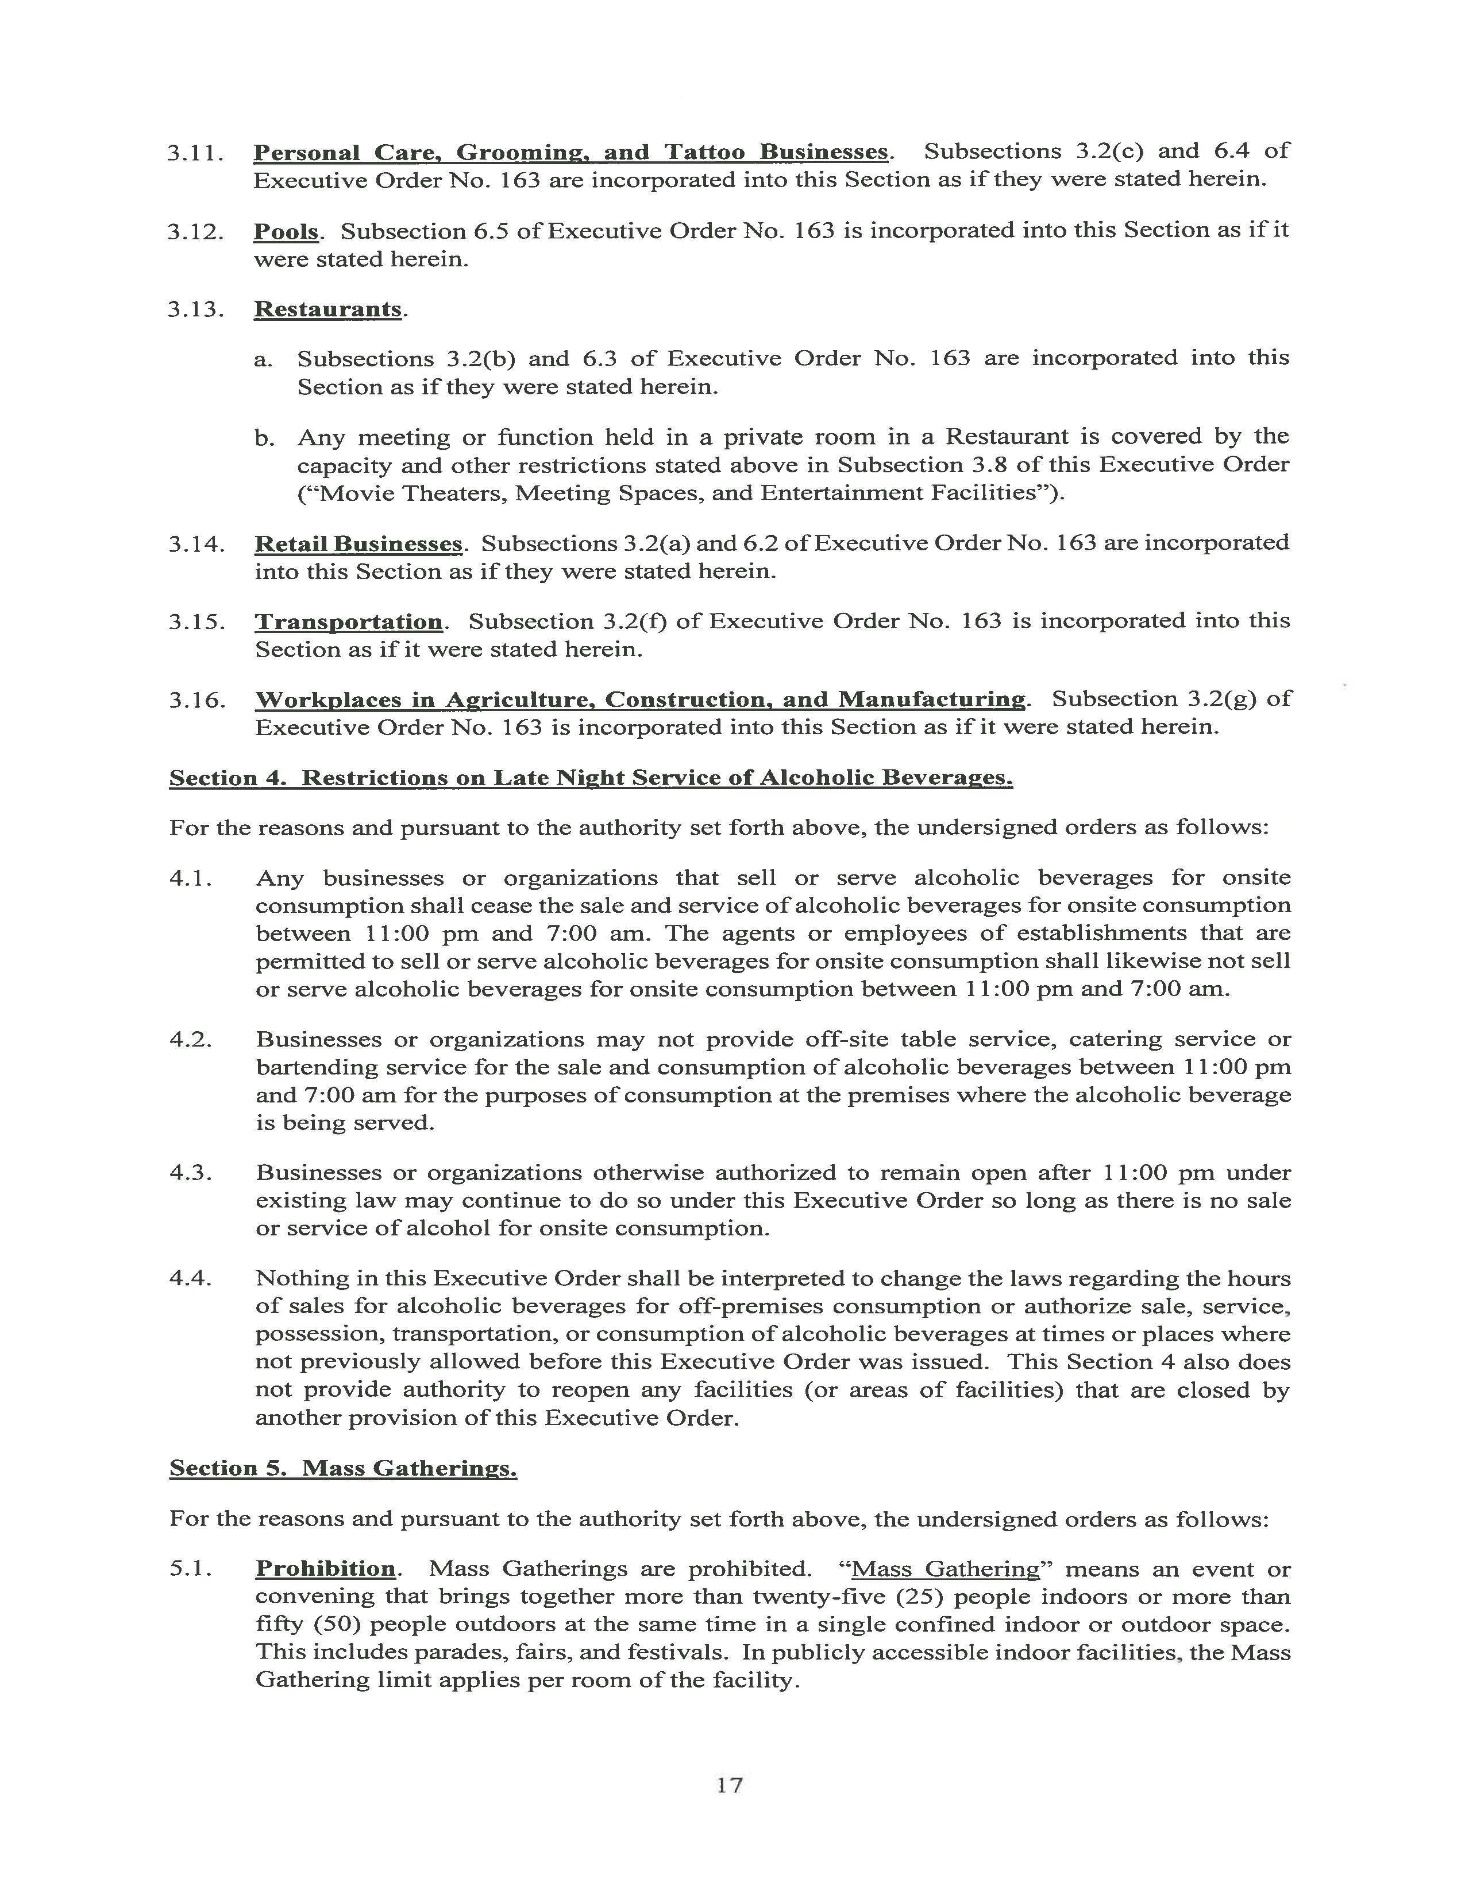 3.11. Personal Care, Grooming, and Tattoo Businesses. Subsections 3.2(c) and 6.4 of
Executive Order No. 163 are incorporated into this Section as if they were stated herein.
3.12. Pools. Subsection 6.5 of Executive Order No. 163 is incorporated into this Section as if it
were stated herein.
3.13. Restaurants.
a. Subsections 3.2(b) and 6.3 of Executive Order No. 163 are incorporated into this
Section as if they were stated herein.
b. Any meeting or function held in a private room in a Restaurant is covered by the
capacity and other restrictions stated above in Subsection 3.8 of this Executive Order
(“Movie Theaters, Meeting Spaces, and Entertainment Facilities”).
3.14. Retail Businesses. Subsections 3.2(a) and 6.2 of Executive Order No. 163 are incorporated
into this Section as if they were stated herein.
3.15. Transportation. Subsection 3.2(f) of Executive Order No. 163 is incorporated into this
Section as if it were stated herein.
3.16. Workplaces in Agriculture, Construction, and Manufacturing. Subsection 3.2(g) of
Executive Order No. 163 is incorporated into this Section as if it were stated herein.
Section 4. Restrictions on Late Night Service of Alcoholic Beverages.
For the reasons and pursuant to the authority set forth above, the undersigned orders as follows:
4.1. Any businesses or organizations that sell or serve alcoholic beverages for onsite
consumption shall cease the sale and service of alcoholic beverages for onsite consumption
between 11:00 pm and 7:00 am. The agents or employees of establishments that are
permitted to sell or serve alcoholic beverages for onsite consumption shall likewise not sell
or serve alcoholic beverages for onsite consumption between 11:00 pm and 7:00 am.
4.2. Businesses or organizations may not provide off-site table service, catering service or
bartending service for the sale and consumption of alcoholic beverages between 11:00 pm
and 7:00 am for the purposes of consumption at the premises where the alcoholic beverage
is being served.
4.3. Businesses or organizations otherwise authorized to remain open after 11:00 pm under
existing law may continue to do so under this Executive Order so long as there is no sale
or service of alcohol for onsite consumption.
4.4. Nothing in this Executive Order shall be interpreted to change the laws regarding the hours
of sales for alcoholic beverages for off-premises consumption or authorize sale, service,
possession, transportation, or consumption of alcoholic beverages at times or places where
not previously allowed before this Executive Order was issued. This Section 4 also does
not provide authority to reopen any facilities (or areas of facilities) that are closed by
another provision of this Executive Order.
Section 5. Mass Gatherings.
For the reasons and pursuant to the authority set forth above, the undersigned orders as follows:
5.1. Prohibition. Mass Gatherings are prohibited. “Mass Gathering” means an event or
convening that brings together more than twenty-five (25) people indoors or more than
fifty (50) people outdoors at the same time in a single confined indoor or outdoor space.
This includes parades, fairs, and festivals. In publicly accessible indoor facilities, the Mass
Gathering limit applies per room of the facility.
17